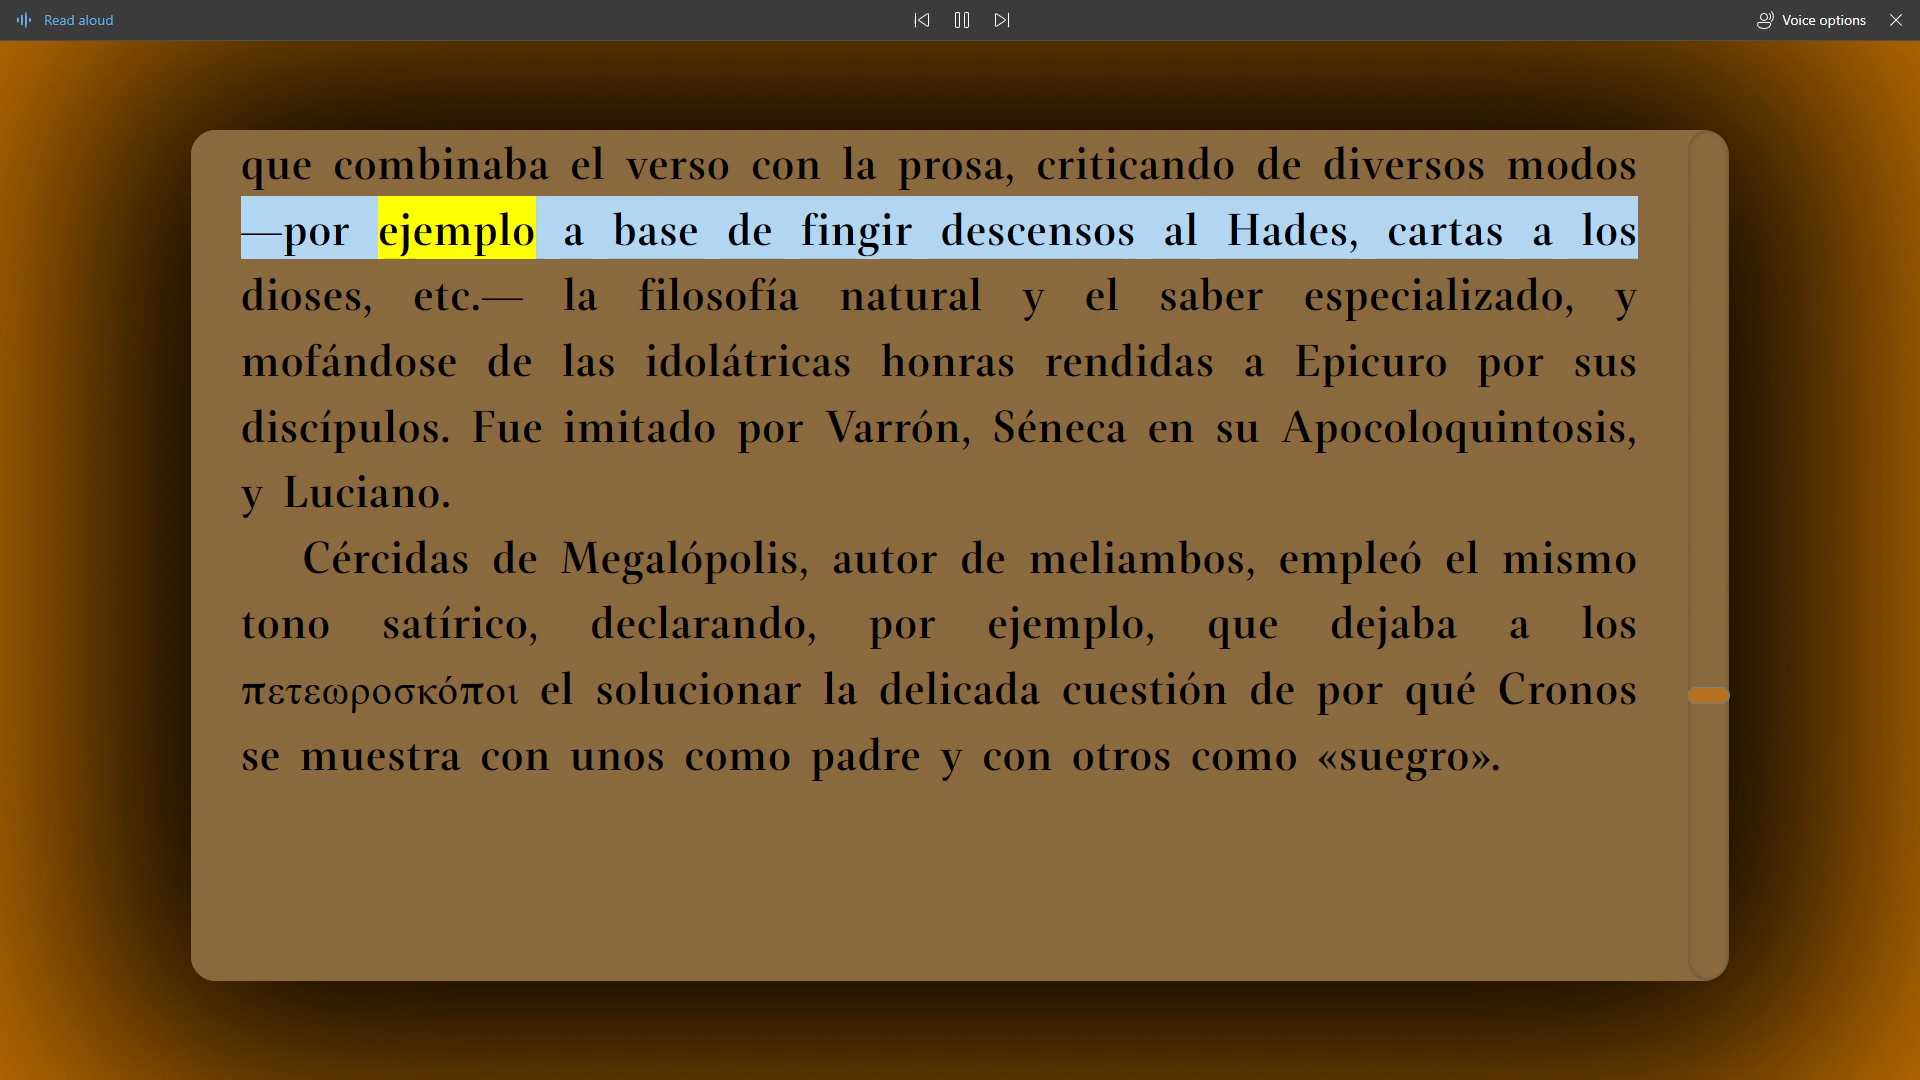 Read aloud
Voice options
que combinaba el verso con la prosa, criticando de diversos modos
—por ejemplo a base de fingir descensos al Hades, cartas a los
dioses, etc.— la filosofía natural y el saber especializado, y
mofándose de las idolátricas honras rendidas a Epicuro por sus
discípulos. Fue imitado por Varrón, Séneca en su Apocoloquintosis,
y Luciano.
Cércidas de Megalópolis, autor de meliambos, empleó el mismo
tono satírico, declarando, por ejemplo, que dejaba a los
πετεωροσκόποι el solucionar la delicada cuestión de por qué Cronos
se muestra con unos como padre y con otros como «suegro».